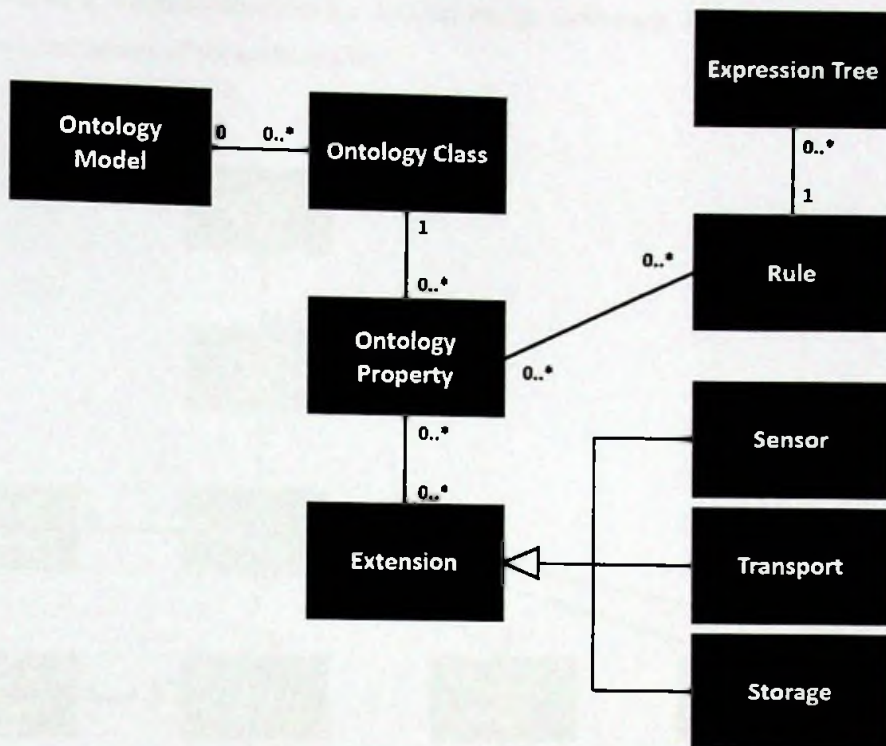 Expression Tree
Ontology
Model
0
0..*
Ontology Class
0..*
1
1
0..*
0..*
Rule
Ontology
Property
0..*
0..*
Sensor
0..*
Extension
Transport
Storage